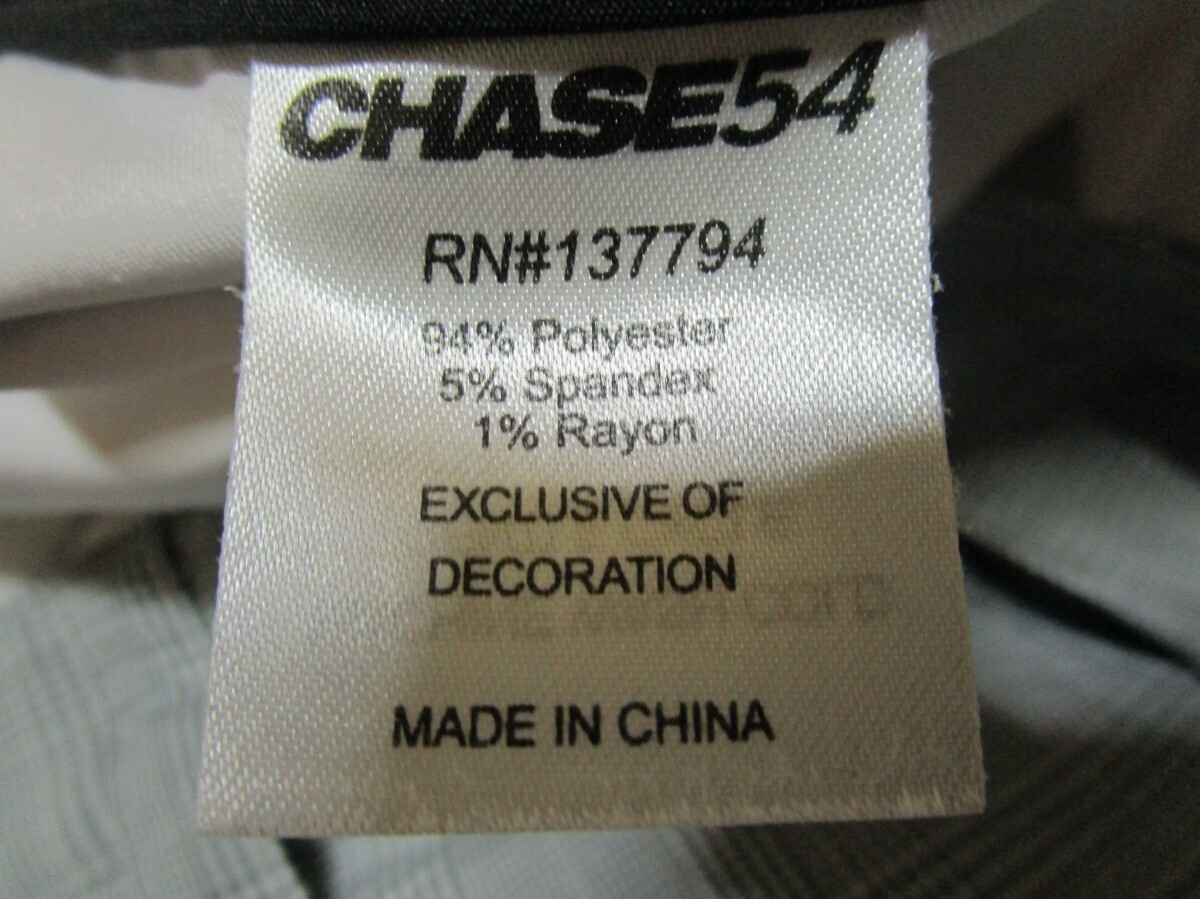 CHASE54
RN#137794
94% Polyester
5% Spandex
1% Rayon
EXCLUSIVE OF
DECORATION
MADE IN CHINA